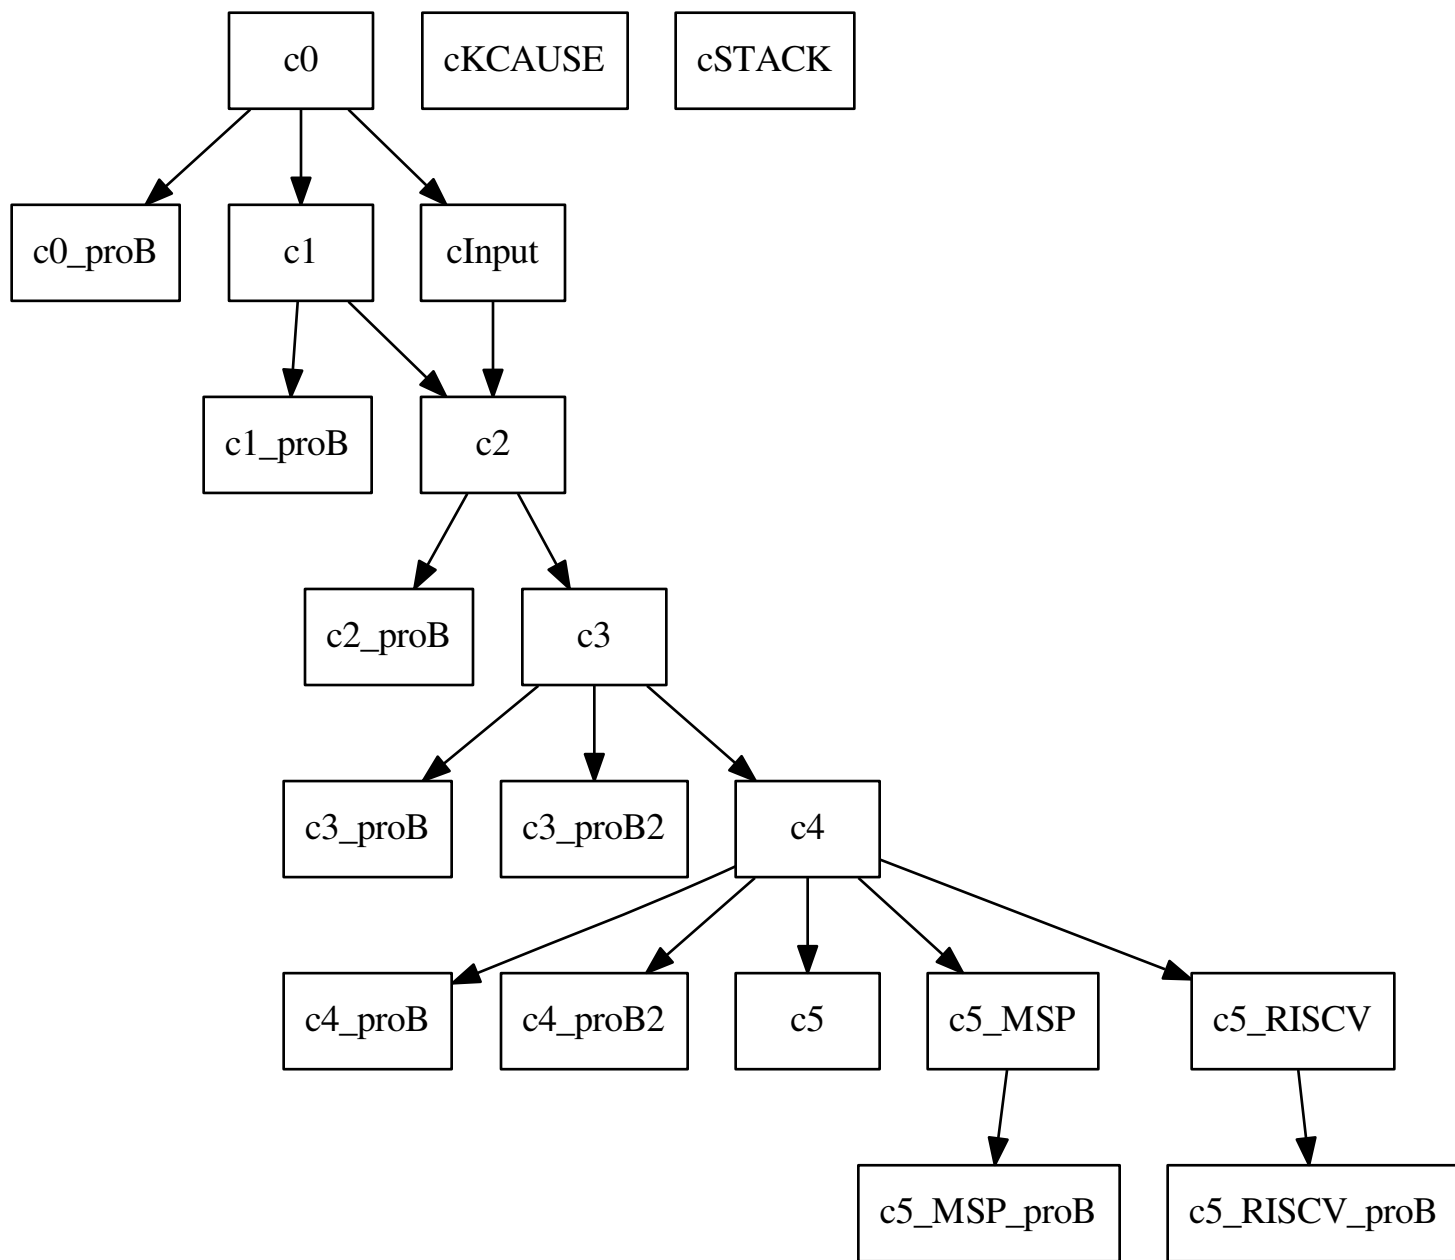 c0
cKCAUSE
cSTACK
c0_proB
c1
cInput
c1_proB
c2
c2_proB
c3
c3_proB
c3_proB2
c4
c4_proB
c4_proB2
c5
c5_MSP
c5_RISCV
c5_MSP_proB
c5_RISCV_proB